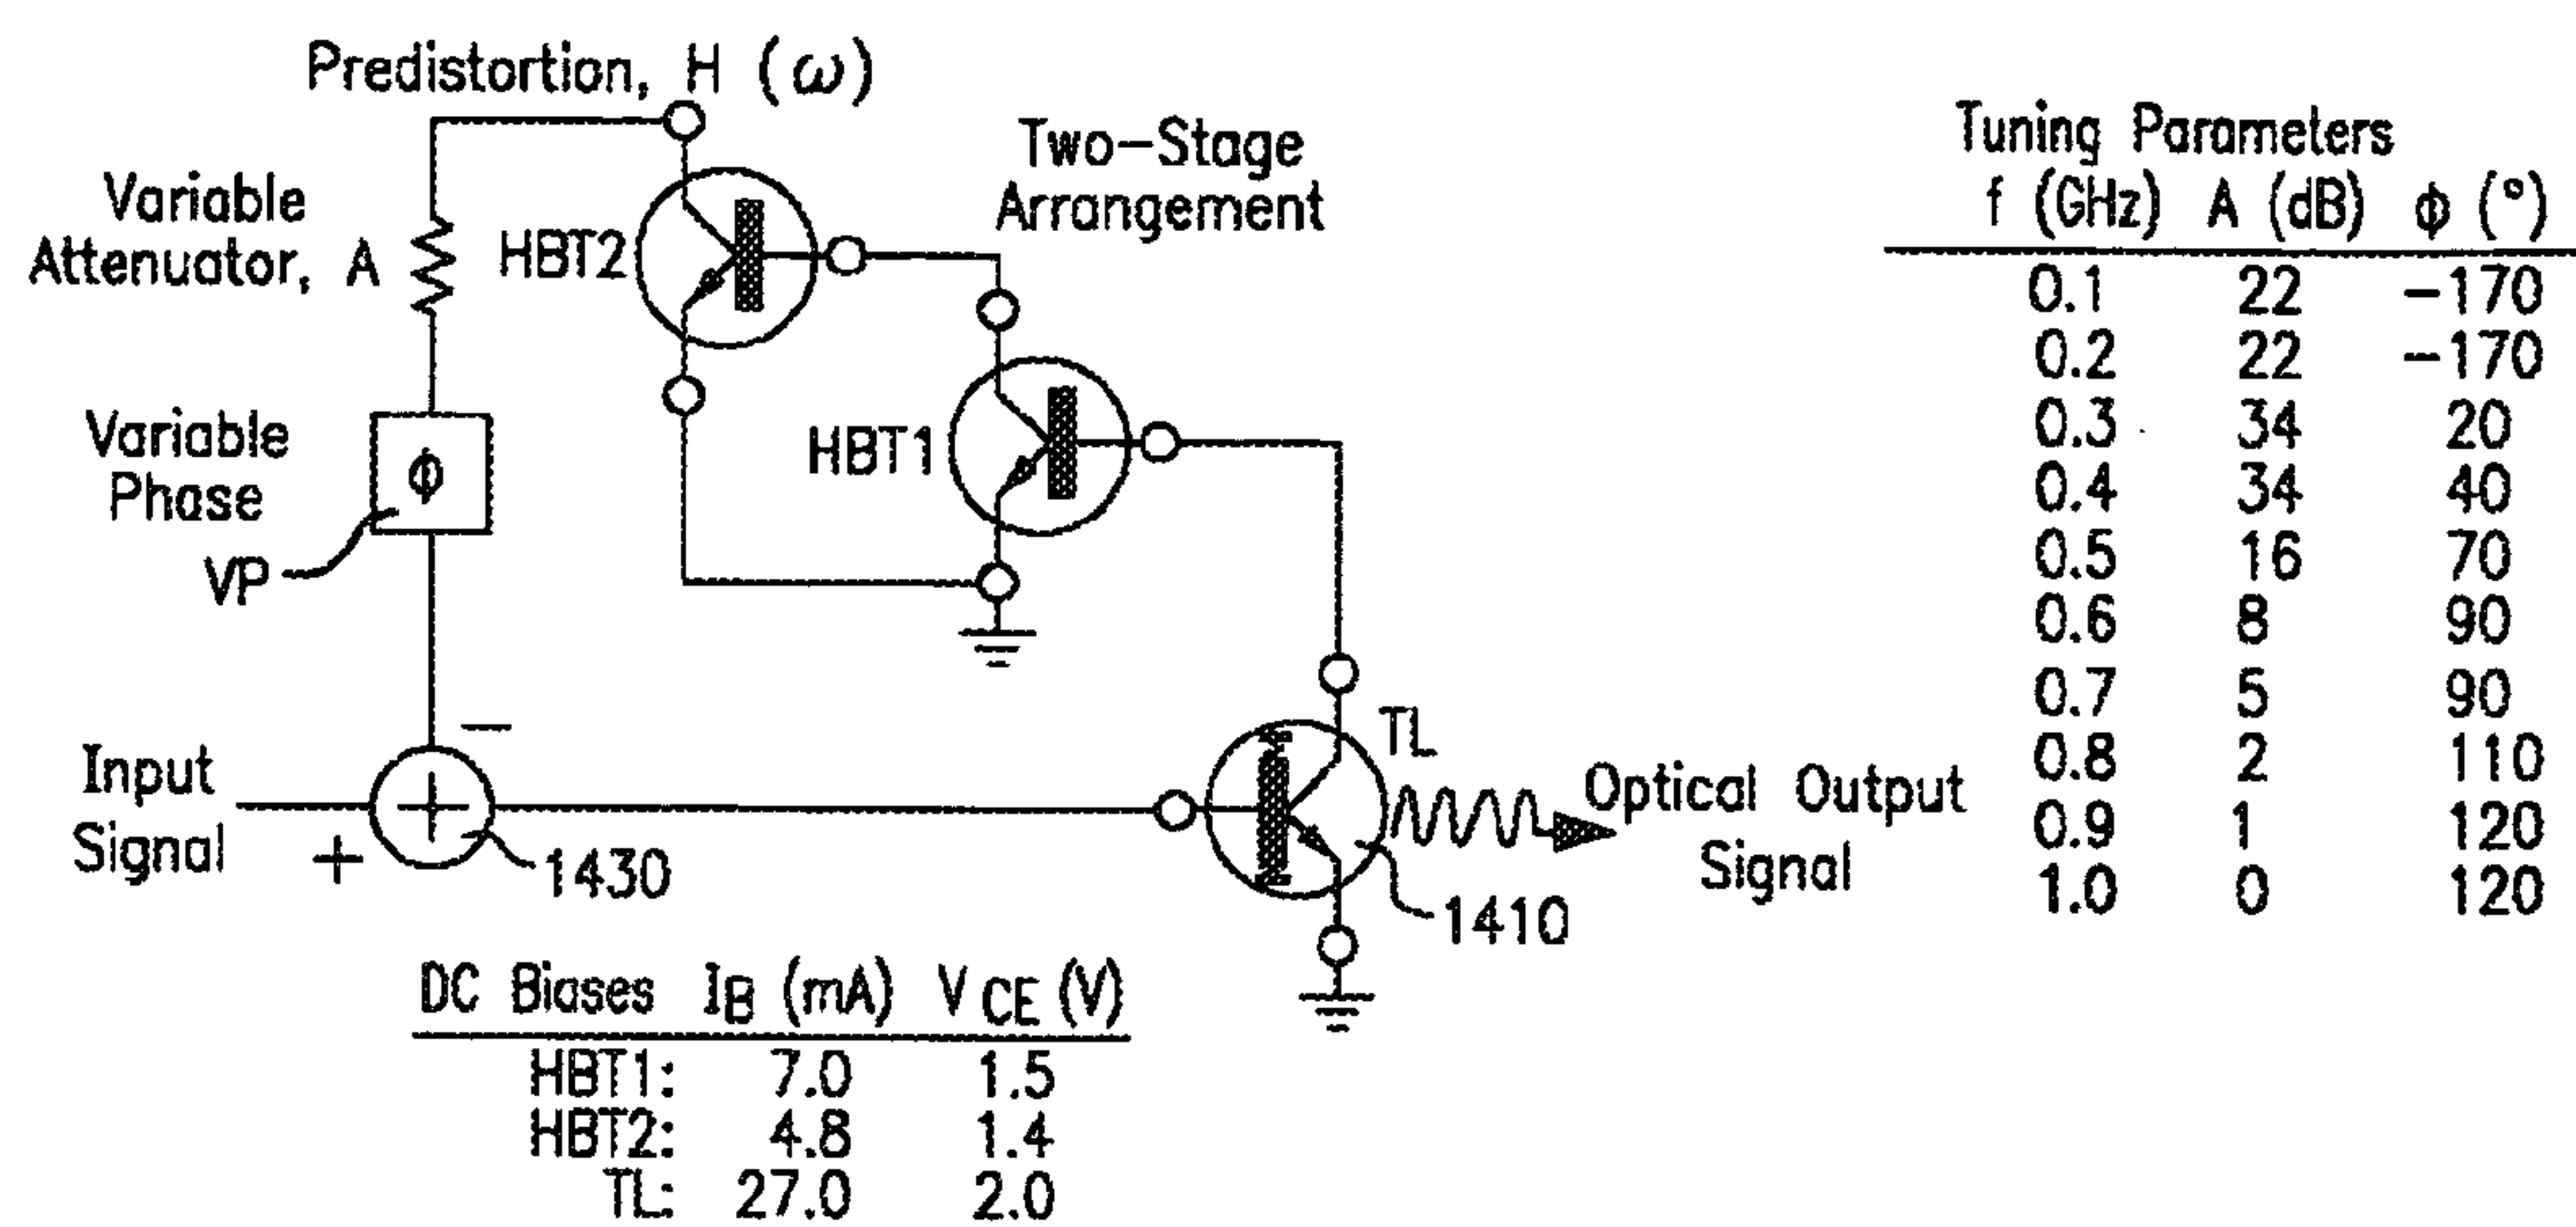 Predistortion, H (ω)
Two-Stage
Arrangement
Variable
Attenuator, A
HBT2
HBT1
Variable
Phase
ϕ
VP
−
Input
Signal
+
+
1430
TL
Optical Output
Signal
1410
DC Biases IB (mA) VCE (V)
HBT1: 7.0 1.5
HBT2: 4.8 1.4
TL: 27.0 2.0
Tuning Parameters
f (GHz) A (dB) ϕ (°)
0.1 22 −170
0.2 22 −170
0.3 34 20
0.4 34 40
0.5 16 70
0.6 8 90
0.7 5 90
0.8 2 110
0.9 1 120
1.0 0 120